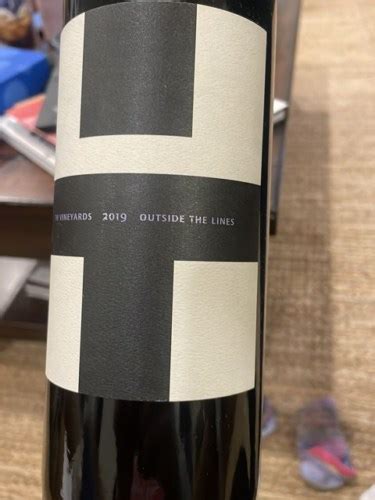 VINEYARDS 2019 OUTSIDE THE LINES